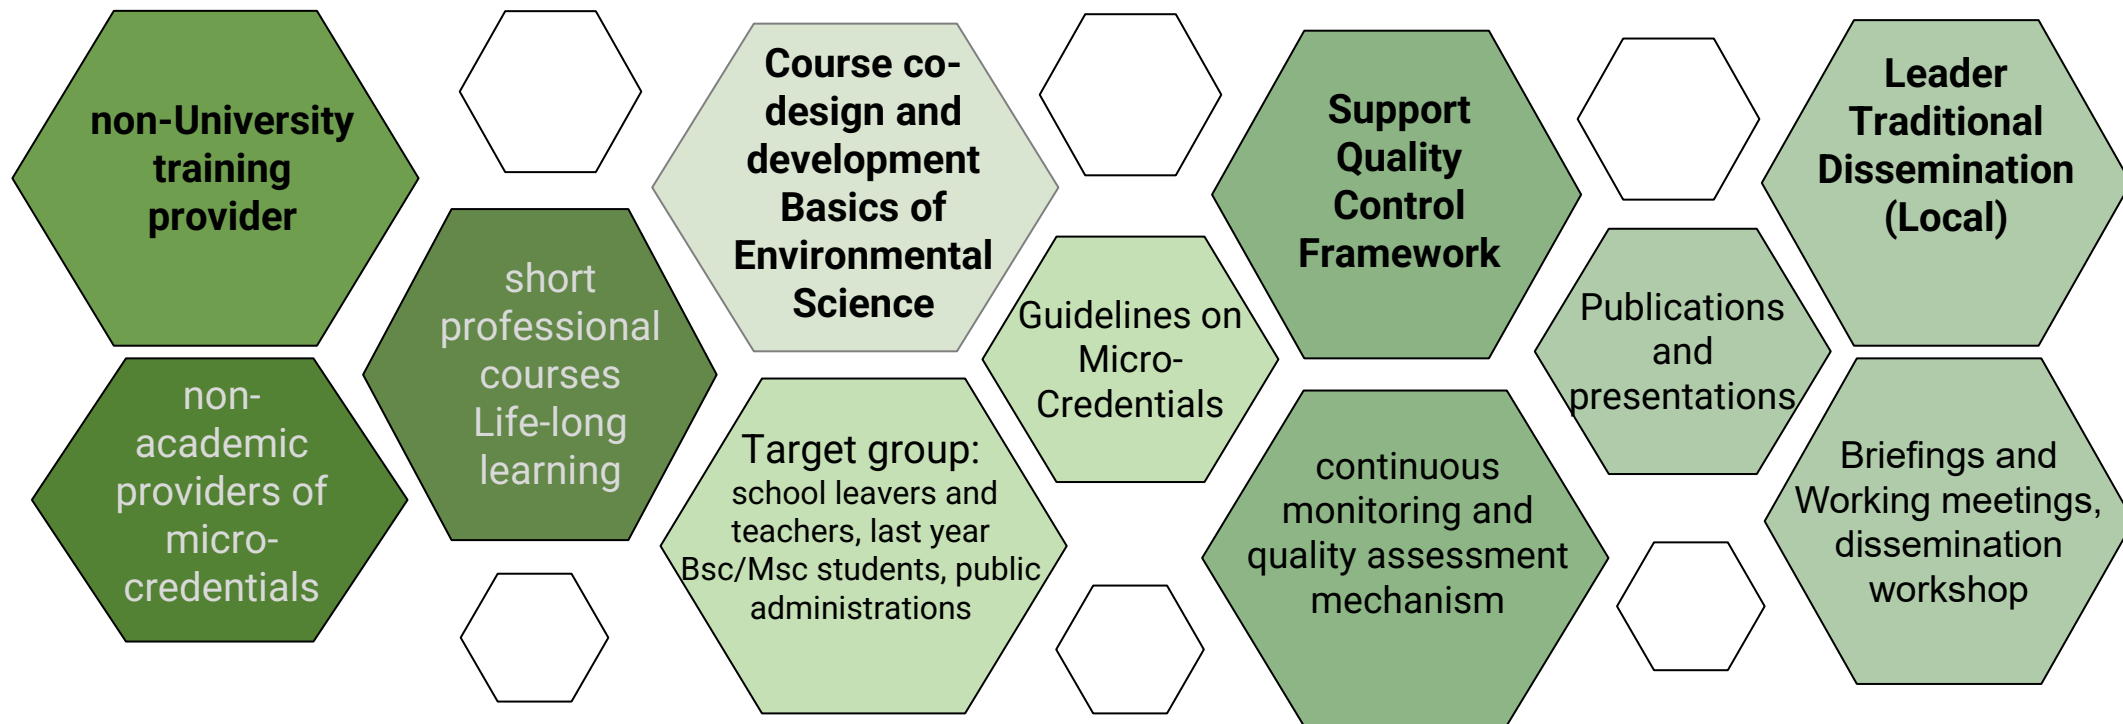 non-University
training
provider
non-
academic
providers of
micro-
credentials
short
professional
courses
Life-long
learning
Course co-
design and
development
Basics of
Environmental
Science
Target group:
school leavers and
teachers, last year
Bsc/Msc students, public
administrations
Guidelines on
Micro-
Credentials
Support
Quality
Control
Framework
continuous
monitoring and
quality assessment
mechanism
Publications
and
presentations
Leader
Traditional
Dissemination
(Local)
Briefings and
Working meetings,
dissemination
workshop